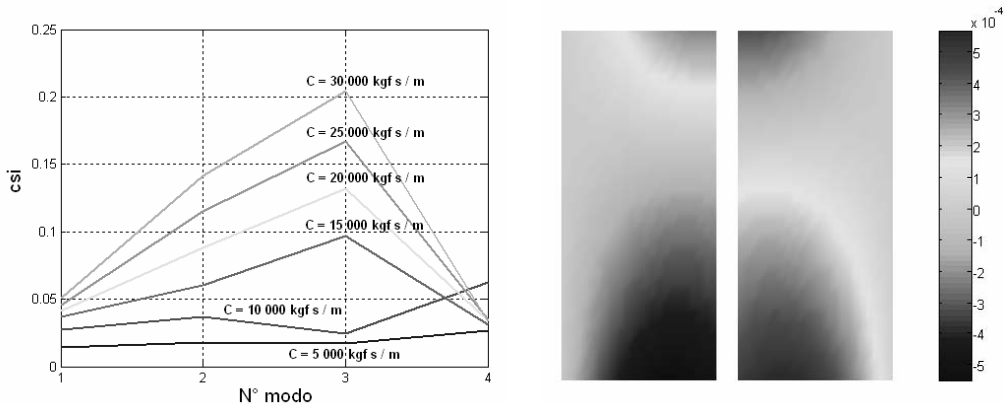 0.25
0.2
0.15
0.1
0.05
0
csi
C = 30 000 kgf s / m
C = 25 000 kgf s / m
C = 20 000 kgf s / m
C = 15 000 kgf s / m
C = 10 000 kgf s / m
C = 5 000 kgf s / m
1 2 3 4
N° modo
x 10⁻⁴
5
4
3
2
1
0
-1
-2
-3
-4
-5